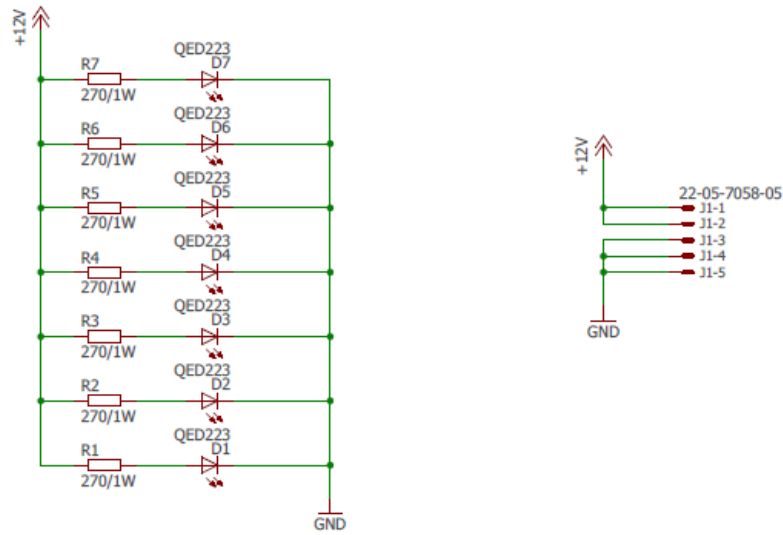 +12V
QED223
R7
D7
270/1W
QED223
R6
D6
270/1W
QED223
R5
D5
270/1W
QED223
R4
D4
270/1W
QED223
R3
D3
270/1W
QED223
R2
D2
270/1W
QED223
R1
D1
270/1W
GND
+12V
22-05-7058-05
J1-1
J1-2
J1-3
J1-4
J1-5
GND